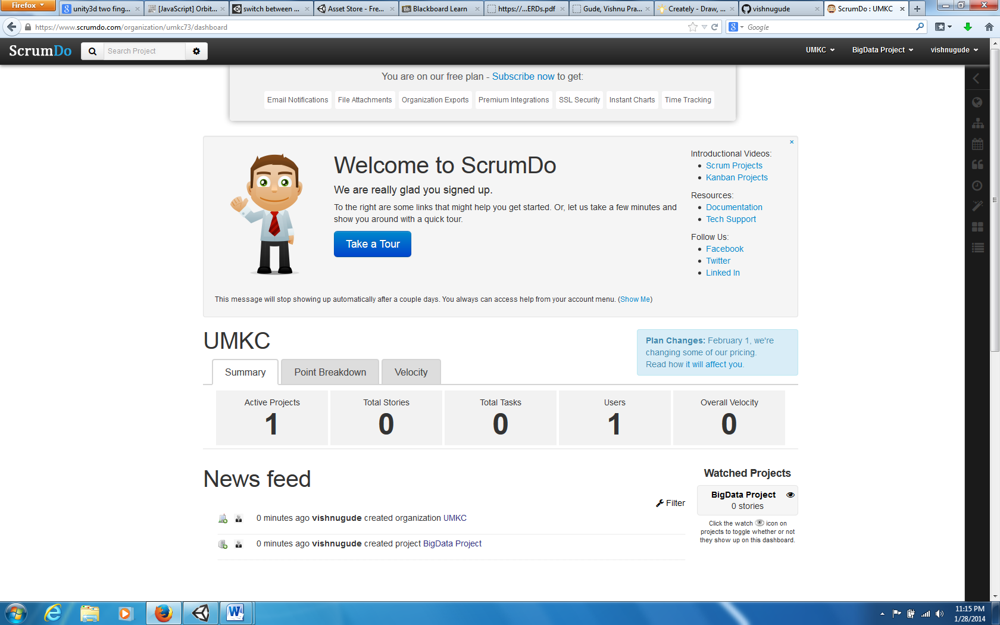 Firefox
unity3d two fing...
[JavaScript] Orbit...
switch between ...
Asset Store - Fre...
Blackboard Learn
https://...ERDs.pdf
Gude, Vishnu Pra...
Creately - Draw, ...
vishnugude
ScrumDo : UMKC
https://www.scrumdo.com/organization/umkc73/dashboard
Google
ScrumDo
Search Project
UMKC
BigData Project
vishnugude
You are on our free plan - Subscribe now to get:
Email Notifications
File Attachments
Organization Exports
Premium Integrations
SSL Security
Instant Charts
Time Tracking
Welcome to ScrumDo
We are really glad you signed up.
To the right are some links that might help you get started. Or, let us take a few minutes and
show you around with a quick tour.
Take a Tour
Introductional Videos:
Scrum Projects
Kanban Projects
Resources:
Documentation
Tech Support
Follow Us:
Facebook
Twitter
Linked In
This message will stop showing up automatically after a couple days. You always can access help from your account menu. (Show Me)
UMKC
Plan Changes: February 1, we're
changing some of our pricing.
Read how it will affect you.
Summary
Point Breakdown
Velocity
Active Projects
1
Total Stories
0
Total Tasks
0
Users
1
Overall Velocity
0
News feed
Filter
0 minutes ago vishnugude created organization UMKC
0 minutes ago vishnugude created project BigData Project
Watched Projects
BigData Project
0 stories
Click the watch icon on
projects to toggle whether or not
they show up on this dashboard.
11:15 PM
1/28/2014